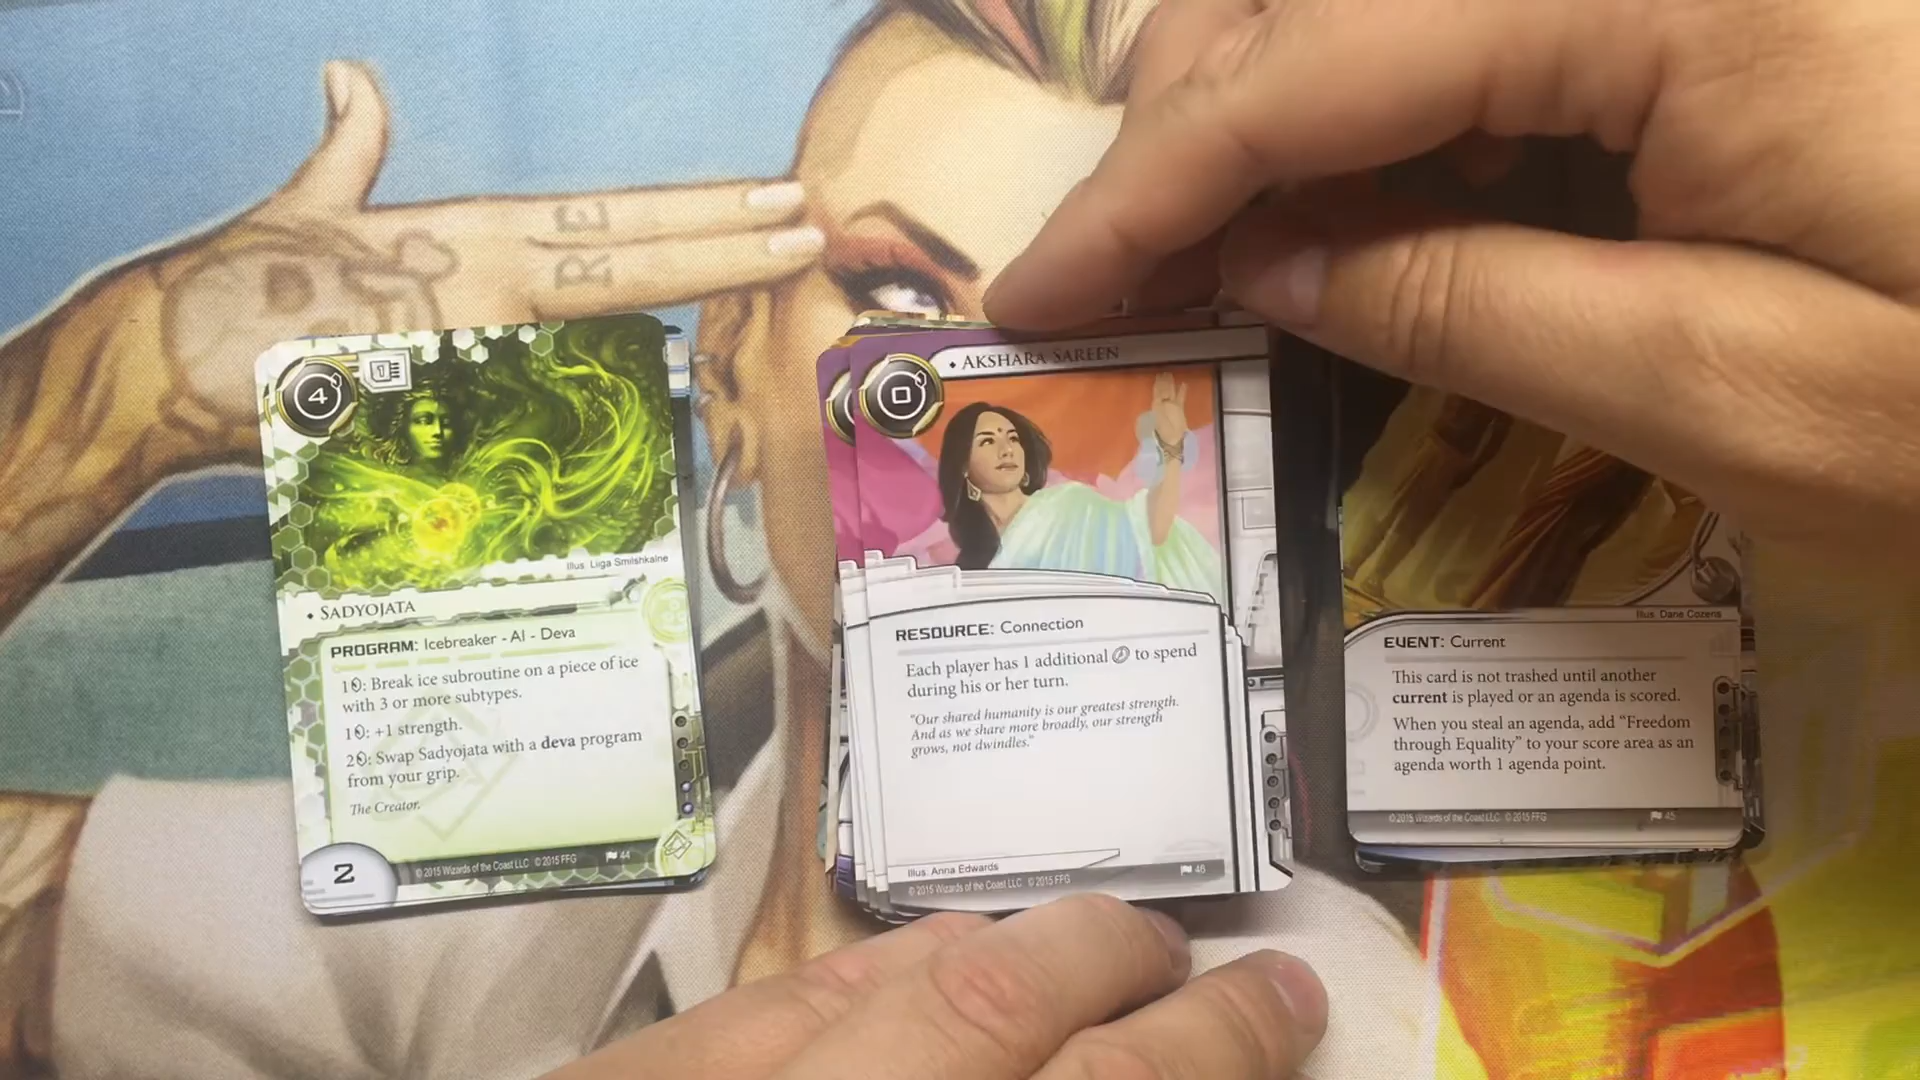 RE
4
1
Illus. Liiga Smilshkalne
• SADYOJATA
PROGRAM: Icebreaker - AI - Deva
1: Break ice subroutine on a piece of ice
with 3 or more subtypes.
1: +1 strength.
2: Swap Sadyojata with a deva program
from your grip.
The Creator.
2
© 2015 Wizards of the Coast LLC © 2015 FFG
44
• AKSHARA SAREEN
0
RESOURCE: Connection
Each player has 1 additional to spend
during his or her turn.
"Our shared humanity is our greatest strength.
And as we share more broadly, our strength
grows, not dwindles."
Illus. Anna Edwards
© 2015 Wizards of the Coast LLC © 2015 FFG
46
Illus. Dane Cozens
EVENT: Current
This card is not trashed until another
current is played or an agenda is scored.
When you steal an agenda, add "Freedom
through Equality" to your score area as an
agenda worth 1 agenda point.
© 2015 Wizards of the Coast LLC © 2015 FFG
45